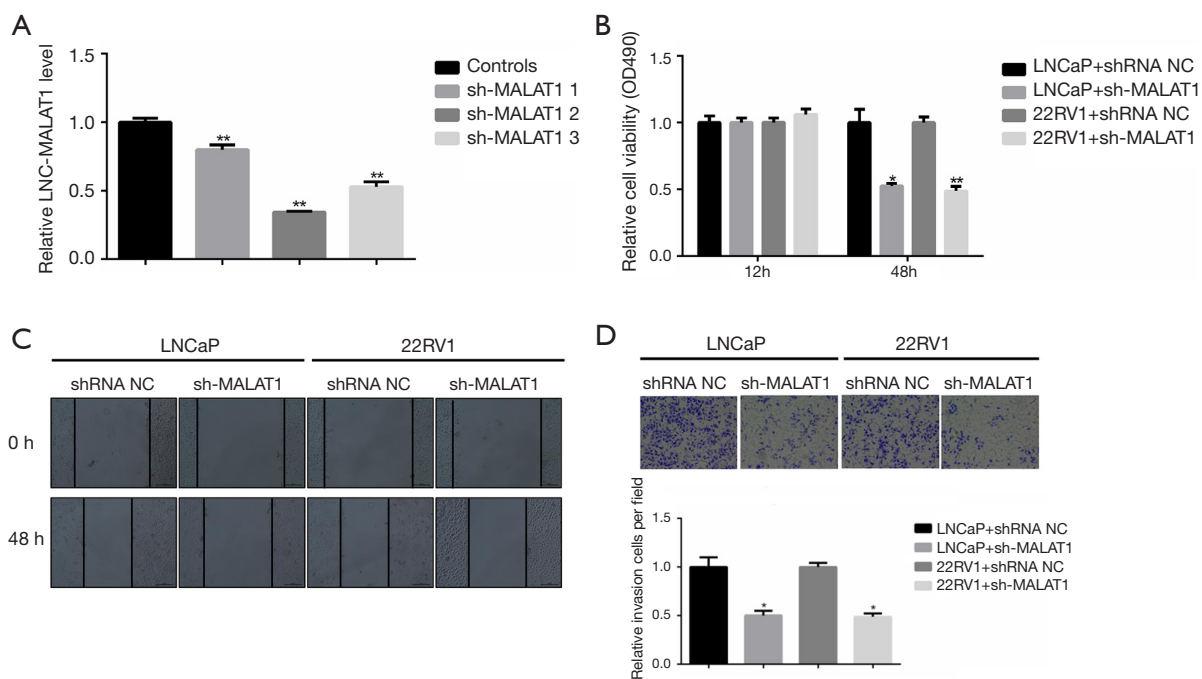 A
Relative LNC-MALAT1 level
1.5
1.0
0.5
0.0
**
**
**
Controls
sh-MALAT1 1
sh-MALAT1 2
sh-MALAT1 3
B
Relative cell viability (OD490)
1.5
1.0
0.5
0.0
*
**
12h
48h
LNCaP+shRNA NC
LNCaP+sh-MALAT1
22RV1+shRNA NC
22RV1+sh-MALAT1
C
LNCaP
22RV1
shRNA NC
sh-MALAT1
shRNA NC
sh-MALAT1
0 h
48 h
D
LNCaP
22RV1
shRNA NC
sh-MALAT1
shRNA NC
sh-MALAT1
Relative invasion cells per field
1.5
1.0
0.5
0.0
*
*
LNCaP+shRNA NC
LNCaP+sh-MALAT1
22RV1+shRNA NC
22RV1+sh-MALAT1